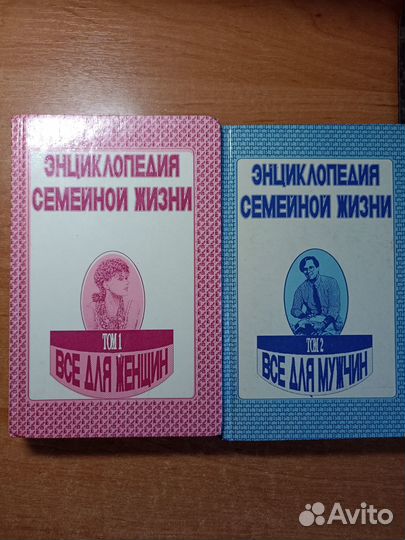 ЭНЦИКЛОПЕДИЯ
СЕМЕЙНОЙ ЖИЗНИ
ТОМ 1
ВСЕ ДЛЯ ЖЕНЩИН
ЭНЦИКЛОПЕДИЯ
СЕМЕЙНОЙ ЖИЗНИ
ТОМ 2
ВСЕ ДЛЯ МУЖЧИН
Avito